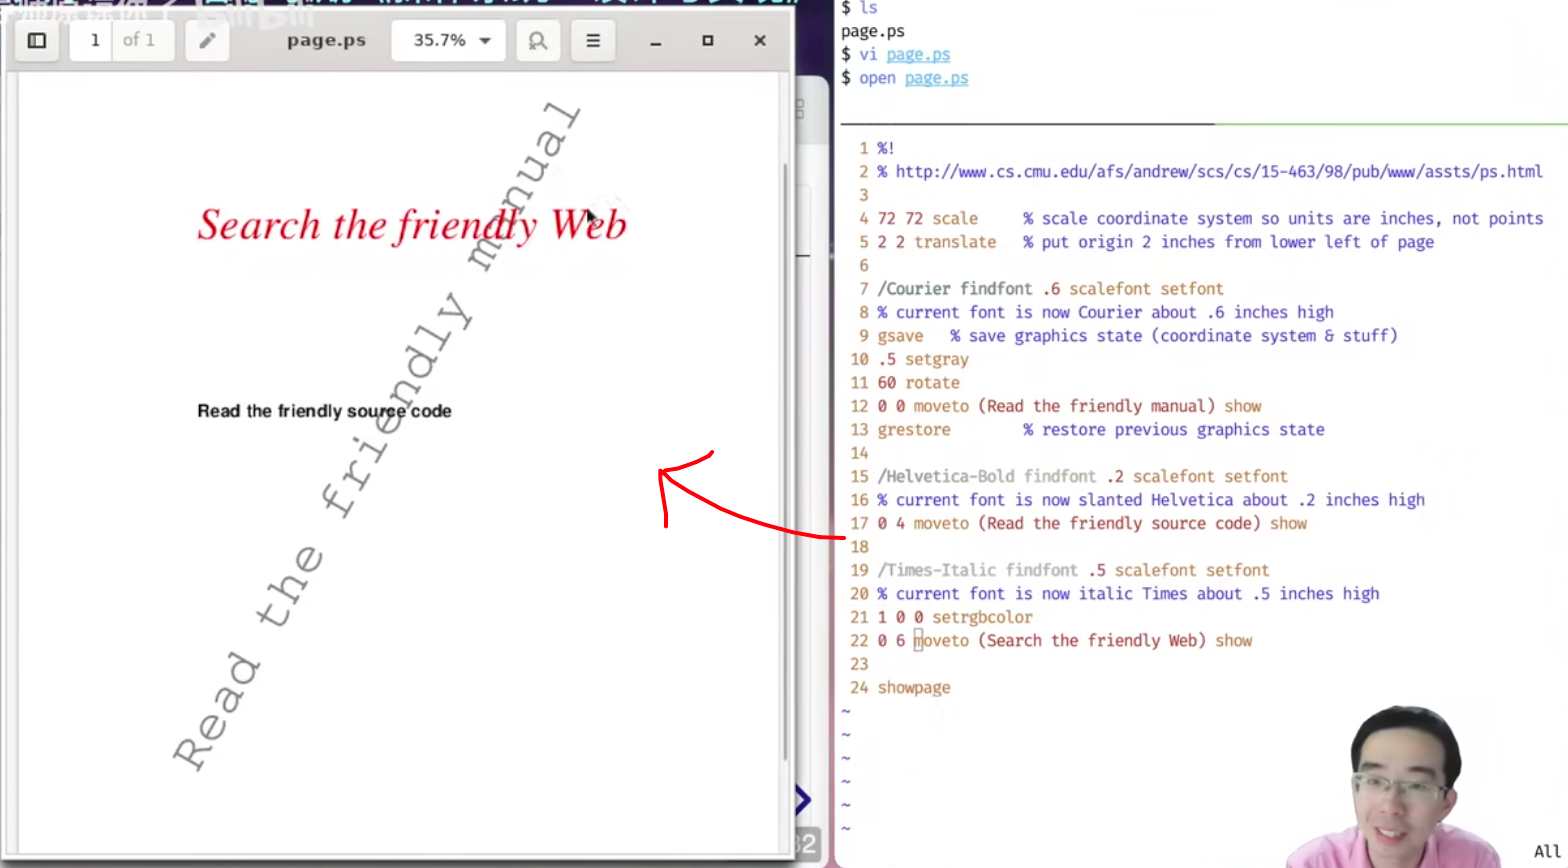 1 of 1 page.ps 35.7%
Search the friendly Web
Read the friendly source code
Read the friendly manual
$ ls
page.ps
$ vi page.ps
$ open page.ps
1 %!
2 % http://www.cs.cmu.edu/afs/andrew/scs/cs/15-463/98/pub/www/assts/ps.html
3
4 72 72 scale % scale coordinate system so units are inches, not points
5 2 2 translate % put origin 2 inches from lower left of page
6
7 /Courier findfont .6 scalefont setfont
8 % current font is now Courier about .6 inches high
9 gsave % save graphics state (coordinate system & stuff)
10 .5 setgray
11 60 rotate
12 0 0 moveto (Read the friendly manual) show
13 grestore % restore previous graphics state
14
15 /Helvetica-Bold findfont .2 scalefont setfont
16 % current font is now slanted Helvetica about .2 inches high
17 0 4 moveto (Read the friendly source code) show
18
19 /Times-Italic findfont .5 scalefont setfont
20 % current font is now italic Times about .5 inches high
21 1 0 0 setrgbcolor
22 0 6 moveto (Search the friendly Web) show
23
24 showpage
~
~
~
~
~
~
All